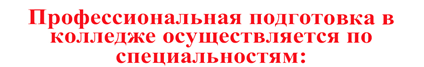 Профессиональная подготовка в
колледже осуществляется по
специальностям: